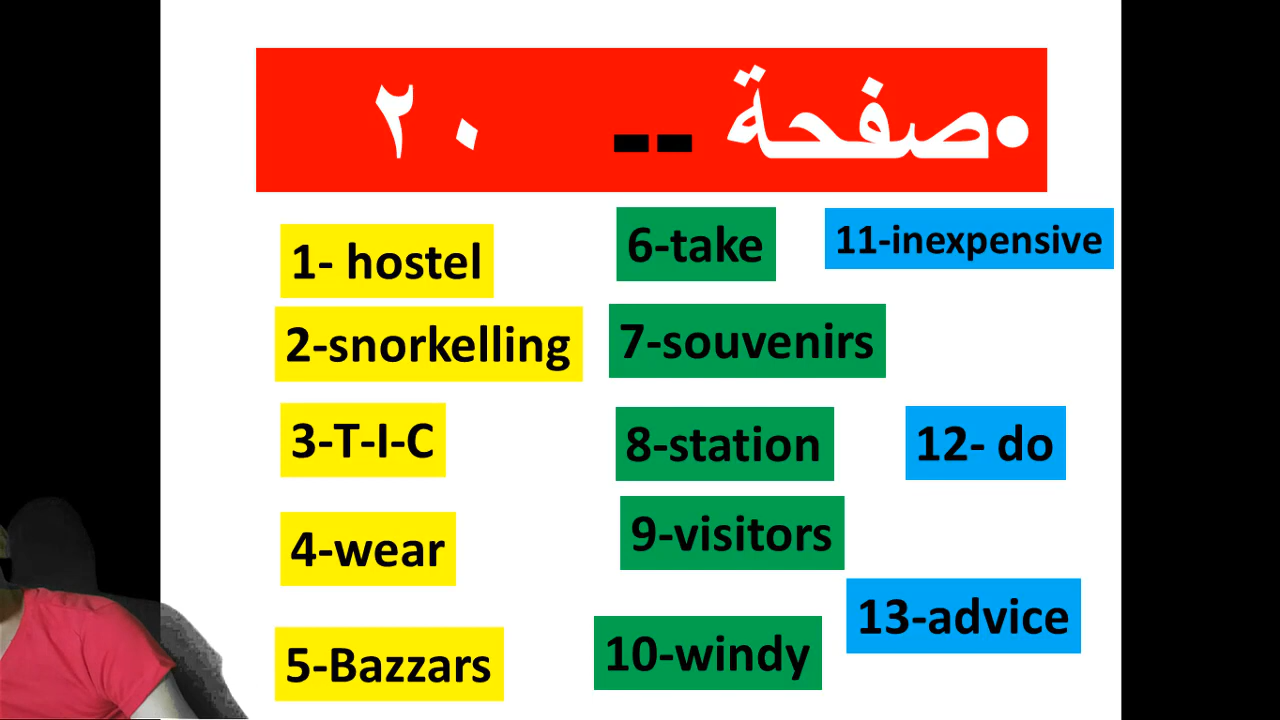 •صفحة -- ٢٠
1- hostel
2-snorkelling
3-T-I-C
4-wear
5-Bazzars
6-take
7-souvenirs
8-station
9-visitors
10-windy
11-inexpensive
12- do
13-advice